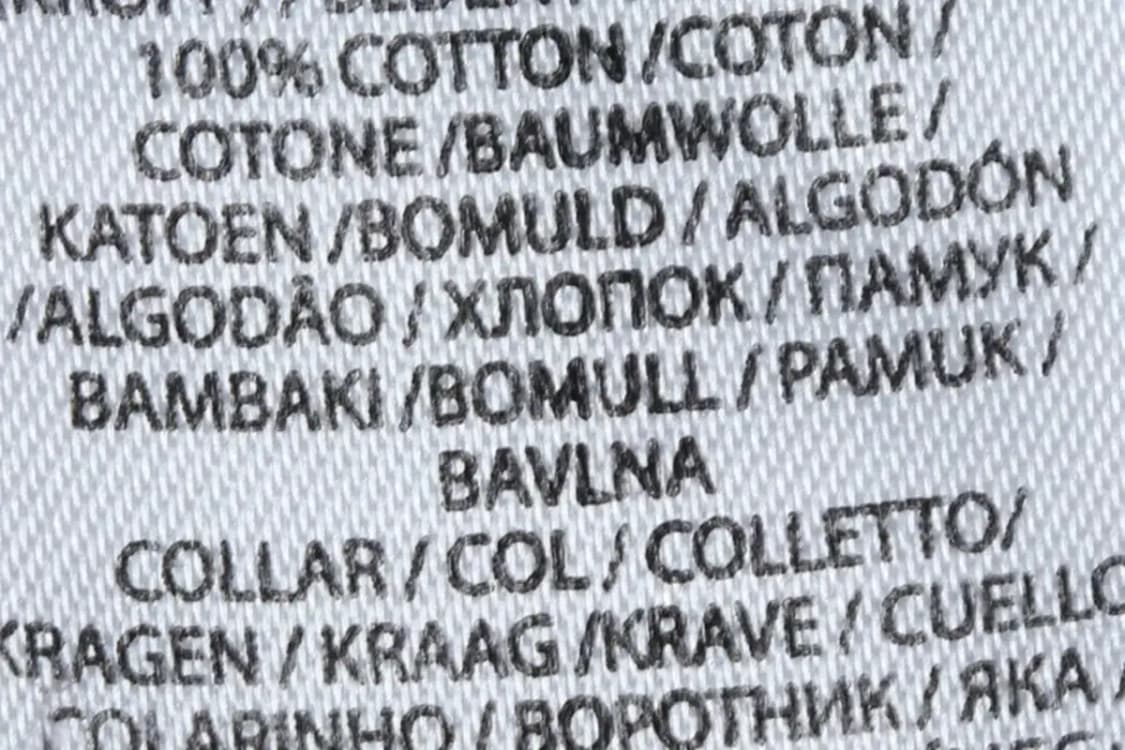 100% COTTON /COTON /
COTONE /BAUMWOLLE /
KATOEN /BOMULD / ALGODÓN
/ALGODÃO / ХЛОПОК / ПАМУК /
BAMBAKI /BOMULL / PAMUK /
BAVLNA
COLLAR / COL / COLLETTO/
KRAGEN / KRAAG /KRAVE / CUELLO
COLARINHO / ВОРОТНИК / ЯКА /